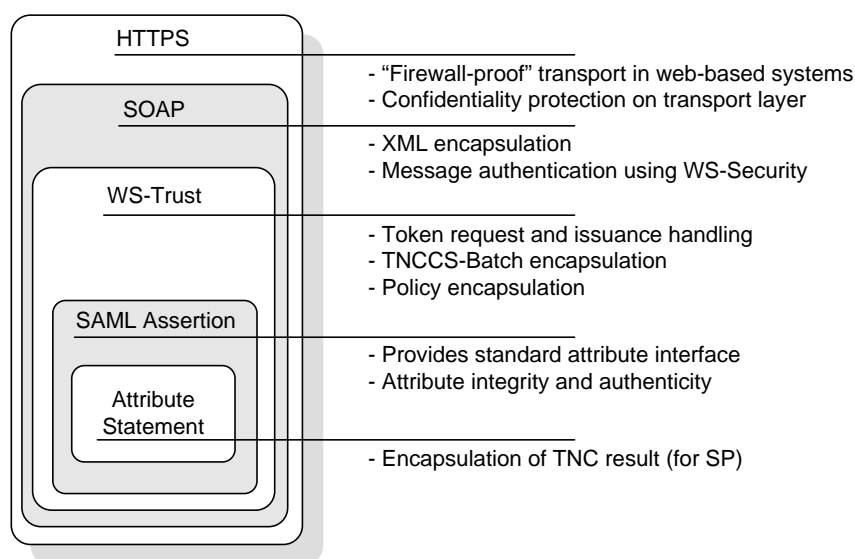 HTTPS
- “Firewall-proof” transport in web-based systems
- Confidentiality protection on transport layer
SOAP
- XML encapsulation
- Message authentication using WS-Security
WS-Trust
- Token request and issuance handling
- TNCCS-Batch encapsulation
- Policy encapsulation
SAML Assertion
- Provides standard attribute interface
- Attribute integrity and authenticity
Attribute
Statement
- Encapsulation of TNC result (for SP)